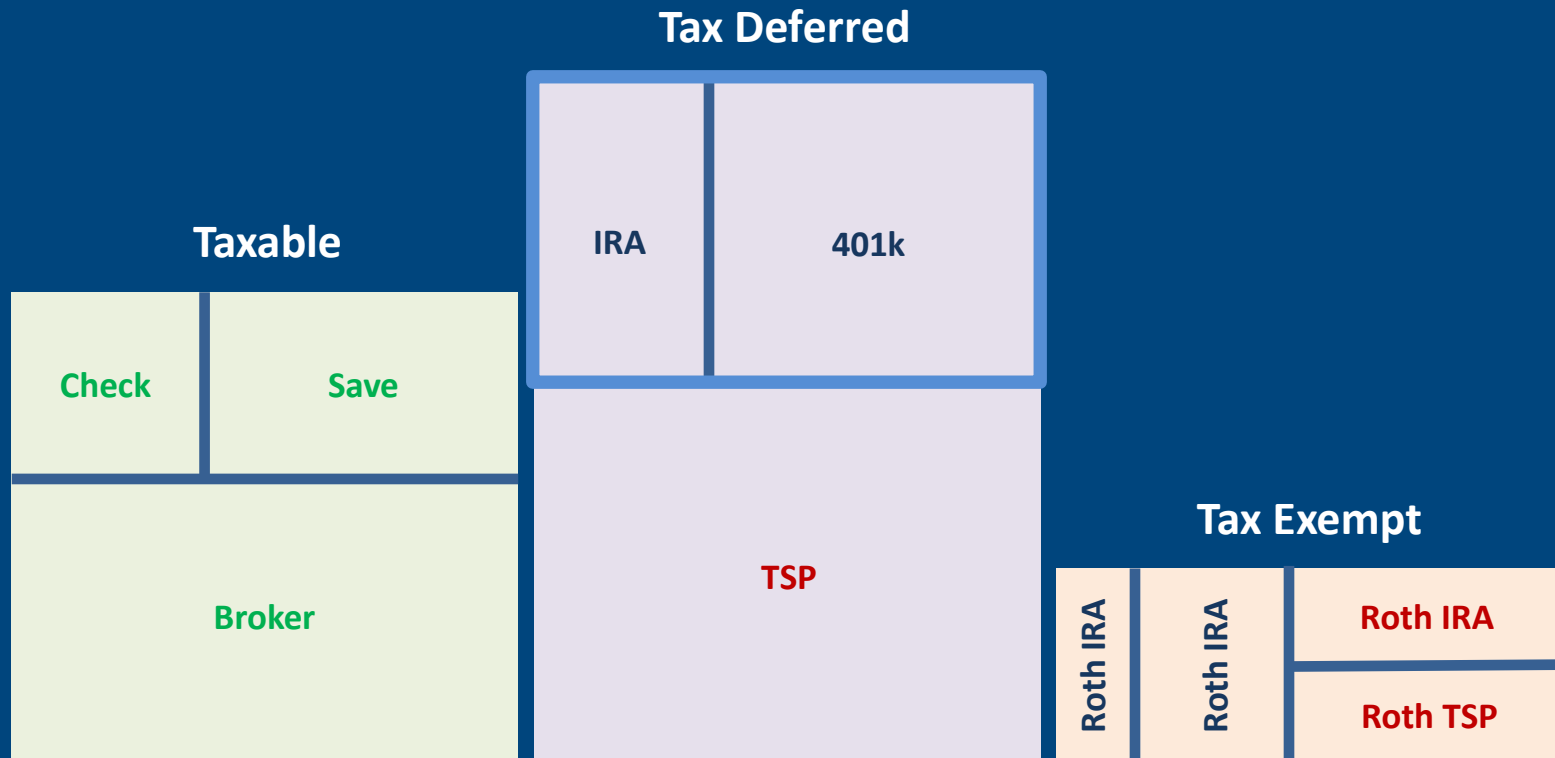 Tax Deferred
IRA
401k
Taxable
Check
Save
Broker
TSP
Tax Exempt
Roth IRA
Roth IRA
Roth IRA
Roth TSP